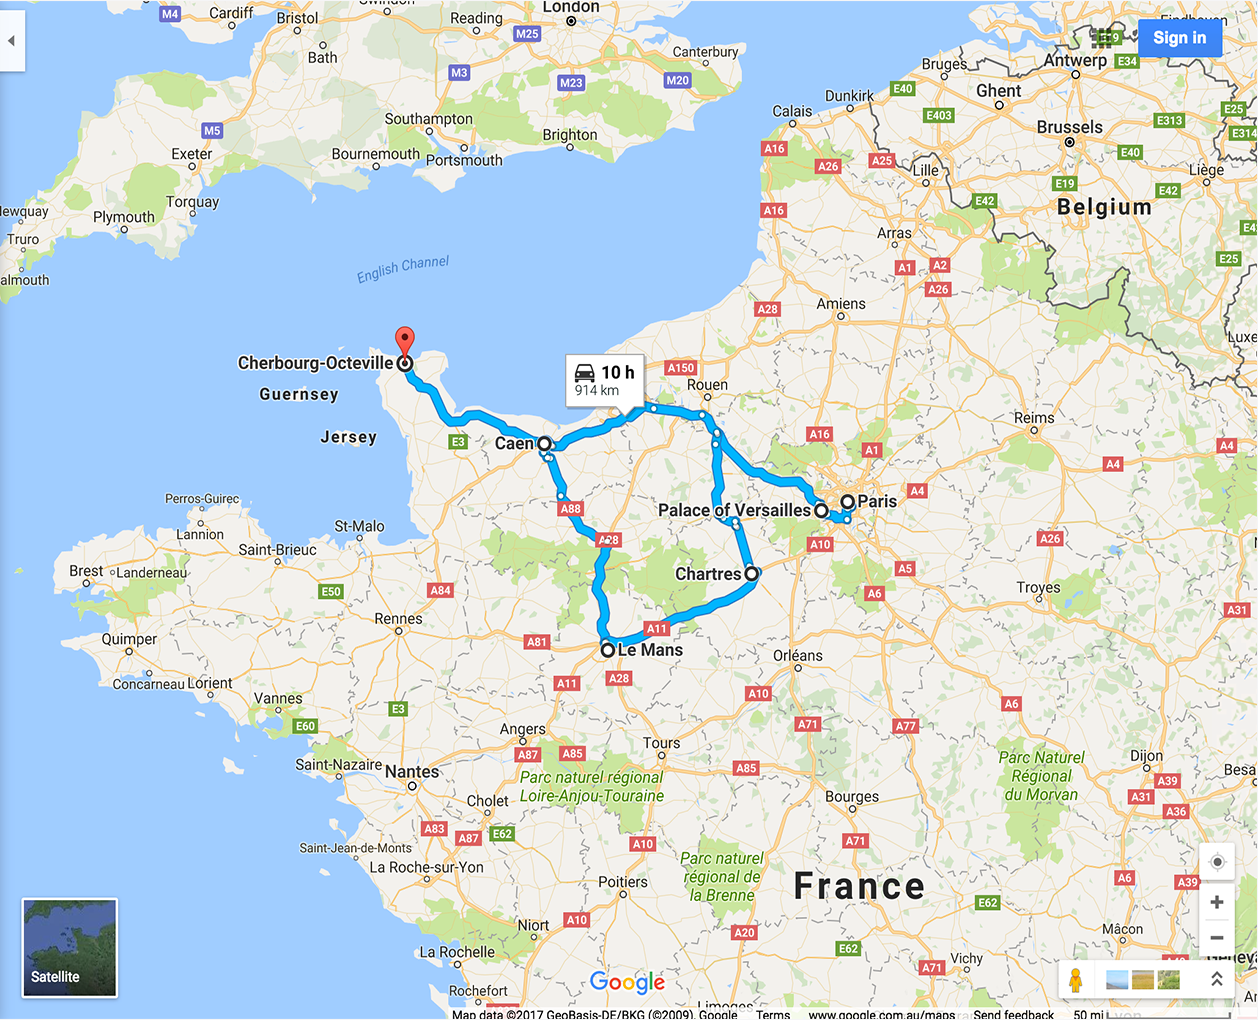 M4
Cardiff
Swindon
Bristol
Reading
London
M25
Bath
M3
M23
M20
Canterbury
Sign in
Antwerp
E34
Bruges
E40
Ghent
Dunkirk
Calais
E403
E313
E25
E314
Southampton
Brighton
M5
Exeter
Bournemouth
Portsmouth
Brussels
E40
A16
A26
A25
Lille
Liège
E19
E42
E42
Torquay
Plymouth
Newquay
Truro
almouth
A16
Belgium
Arras
A1
A2
A26
E25
English Channel
Amiens
A28
Luxe
Cherbourg-Octeville
10 h
914 km
A150
Rouen
Guernsey
Jersey
E3
Caen
A16
A1
Reims
A4
A4
Perros-Guirec
Lannion
A88
Palace of Versailles
Paris
A4
St-Malo
Saint-Brieuc
A28
A10
A26
Brest
Landerneau
Chartres
A5
Troyes
E50
A84
A6
A31
Rennes
Quimper
A81
A11
Le Mans
Orléans
Concarneau
Lorient
A11
A28
A10
Vannes
E3
E60
A6
A71
A77
Angers
Tours
A87
A85
A85
Saint-Nazaire
Nantes
Parc naturel régional
Loire-Anjou-Touraine
Parc Naturel
Régional
du Morvan
Dijon
A39
Besa
A31
A36
Cholet
Bourges
A83
A87
E62
A10
A71
Saint-Jean-de-Monts
La Roche-sur-Yon
Parc naturel
régional de
la Brenne
Poitiers
France
A6
A39
E62
Niort
A10
A20
E62
Mâcon
La Rochelle
A71
Vichy
Rochefort
Limoges
Satellite
Google
Map data ©2017 GeoBasis-DE/BKG (©2009), Google
Terms
www.google.com.au/maps
Send feedback
50 mi